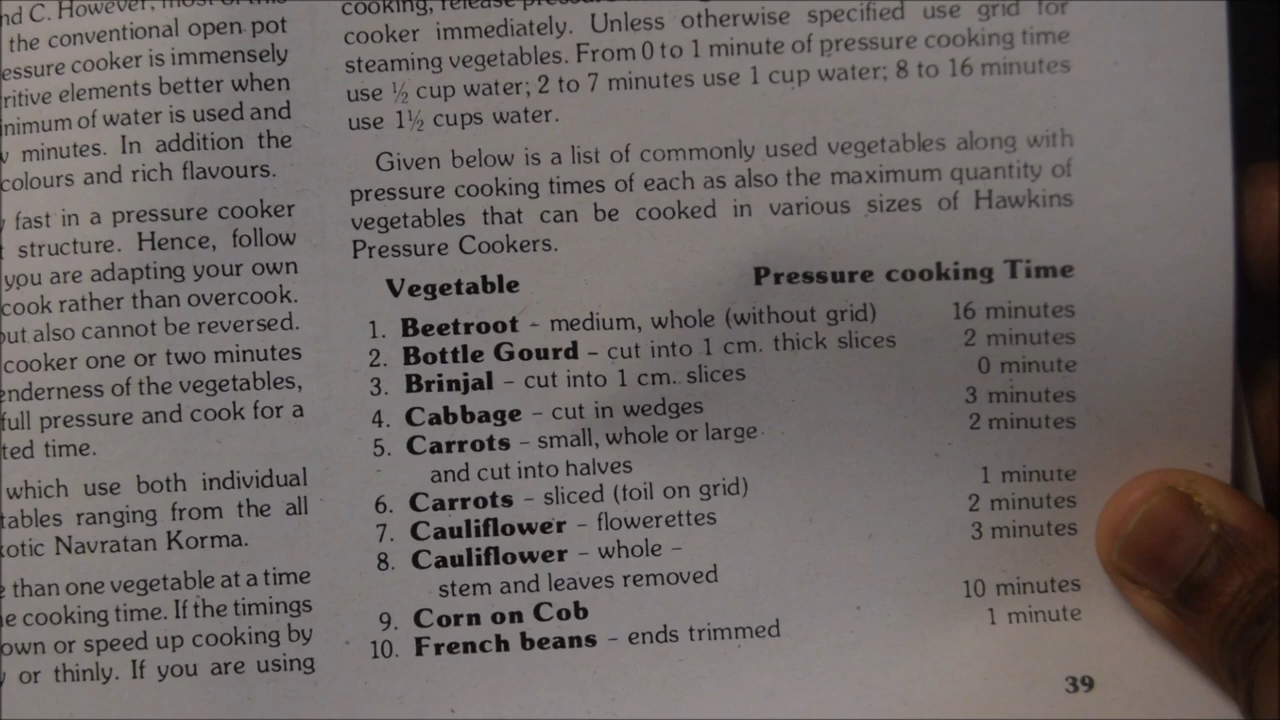 nd C. However, most of this
the conventional open pot
essure cooker is immensely
ritive elements better when
nimum of water is used and
minutes. In addition the
colours and rich flavours.
fast in a pressure cooker
structure. Hence, follow
you are adapting your own
cook rather than overcook.
out also cannot be reversed.
cooker one or two minutes
enderness of the vegetables,
full pressure and cook for a
ted time.
which use both individual
tables ranging from the all
xotic Navratan Korma.
e than one vegetable at a time
e cooking time. If the timings
own or speed up cooking by
or thinly. If you are using
cooking, release
cooker immediately. Unless otherwise specified use grid for
steaming vegetables. From 0 to 1 minute of pressure cooking time
use ½ cup water; 2 to 7 minutes use 1 cup water; 8 to 16 minutes
use 1½ cups water.
Given below is a list of commonly used vegetables along with
pressure cooking times of each as also the maximum quantity of
vegetables that can be cooked in various sizes of Hawkins
Pressure Cookers.
Vegetable Pressure cooking Time
1. Beetroot - medium, whole (without grid) 16 minutes
2. Bottle Gourd - cut into 1 cm. thick slices 2 minutes
3. Brinjal - cut into 1 cm. slices 0 minute
4. Cabbage - cut in wedges 3 minutes
5. Carrots - small, whole or large 2 minutes
and cut into halves
6. Carrots - sliced (foil on grid) 1 minute
7. Cauliflower - flowerettes 2 minutes
8. Cauliflower - whole - 3 minutes
stem and leaves removed
9. Corn on Cob 10 minutes
10. French beans - ends trimmed 1 minute
39